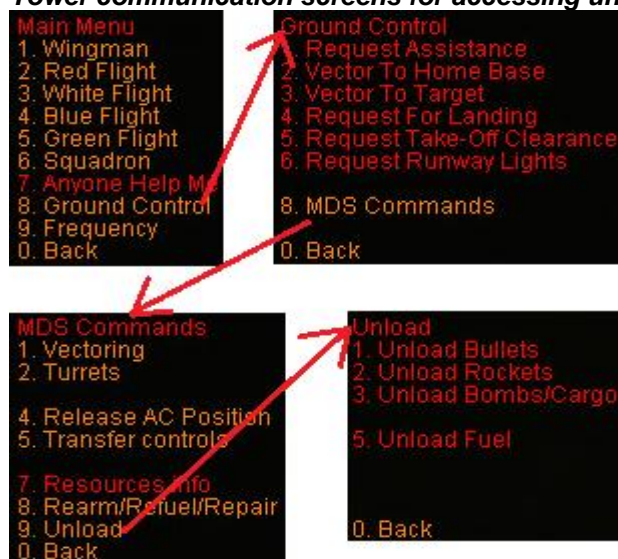 Tower communication screens for accessing un
Main Menu
1. Wingman
2. Red Flight
3. White Flight
4. Blue Flight
5. Green Flight
6. Squadron
7. Anyone Help Me
8. Ground Control
9. Frequency
0. Back
Ground Control
1. Request Assistance
2. Vector To Home Base
3. Vector To Target
4. Request For Landing
5. Request Take-Off Clearance
6. Request Runway Lights
8. MDS Commands
0. Back
MDS Commands
1. Vectoring
2. Turrets
4. Release AC Position
5. Transfer controls
7. Resources info
8. Rearm/Refuel/Repair
9. Unload
0. Back
Unload
1. Unload Bullets
2. Unload Rockets
3. Unload Bombs/Cargo
5. Unload Fuel
0. Back